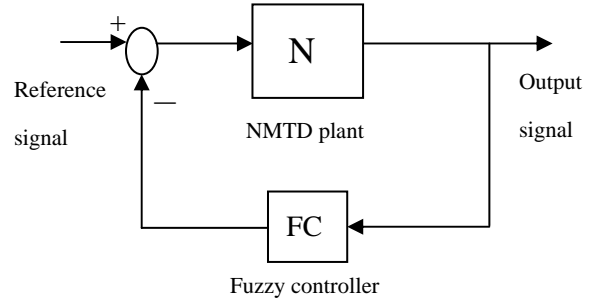 +
N
Reference
signal
—
Output
signal
NMTD plant
FC
Fuzzy controller